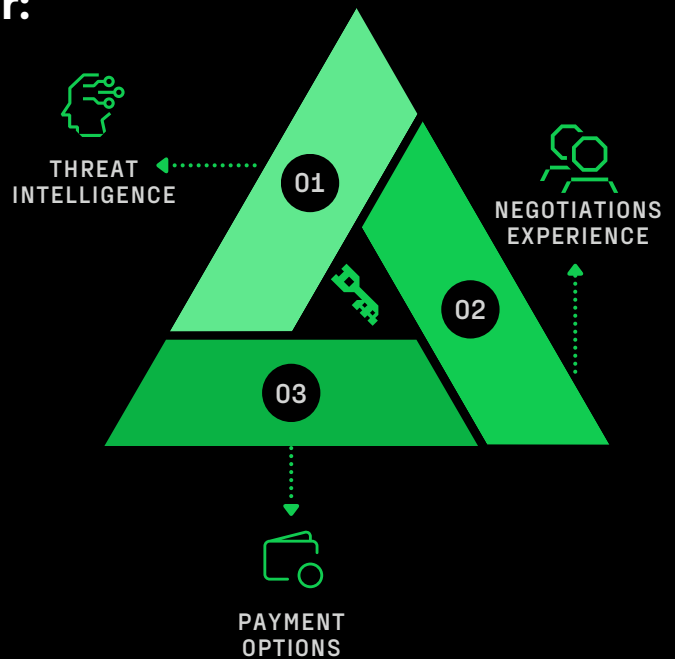 r:
01
THREAT
INTELLIGENCE
NEGOTIATIONS
EXPERIENCE
02
03
PAYMENT
OPTIONS